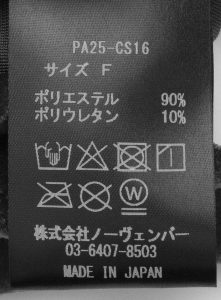 PA25-CS16
サイズ F
ポリエステル 90%
ポリウレタン 10%
W
株式会社ノーヴェンバー
03-6407-8503
MADE IN JAPAN